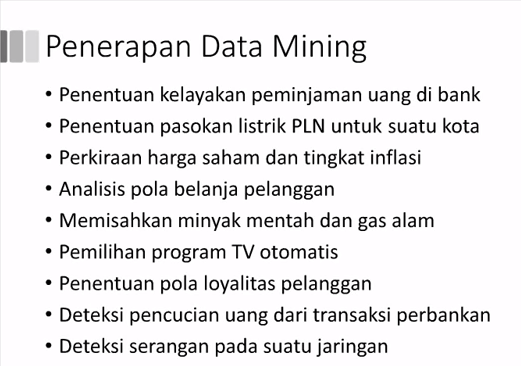 Penerapan Data Mining
• Penentuan kelayakan peminjaman uang di bank
• Penentuan pasokan listrik PLN untuk suatu kota
• Perkiraan harga saham dan tingkat inflasi
• Analisis pola belanja pelanggan
• Memisahkan minyak mentah dan gas alam
• Pemilihan program TV otomatis
• Penentuan pola loyalitas pelanggan
• Deteksi pencucian uang dari transaksi perbankan
• Deteksi serangan pada suatu jaringan